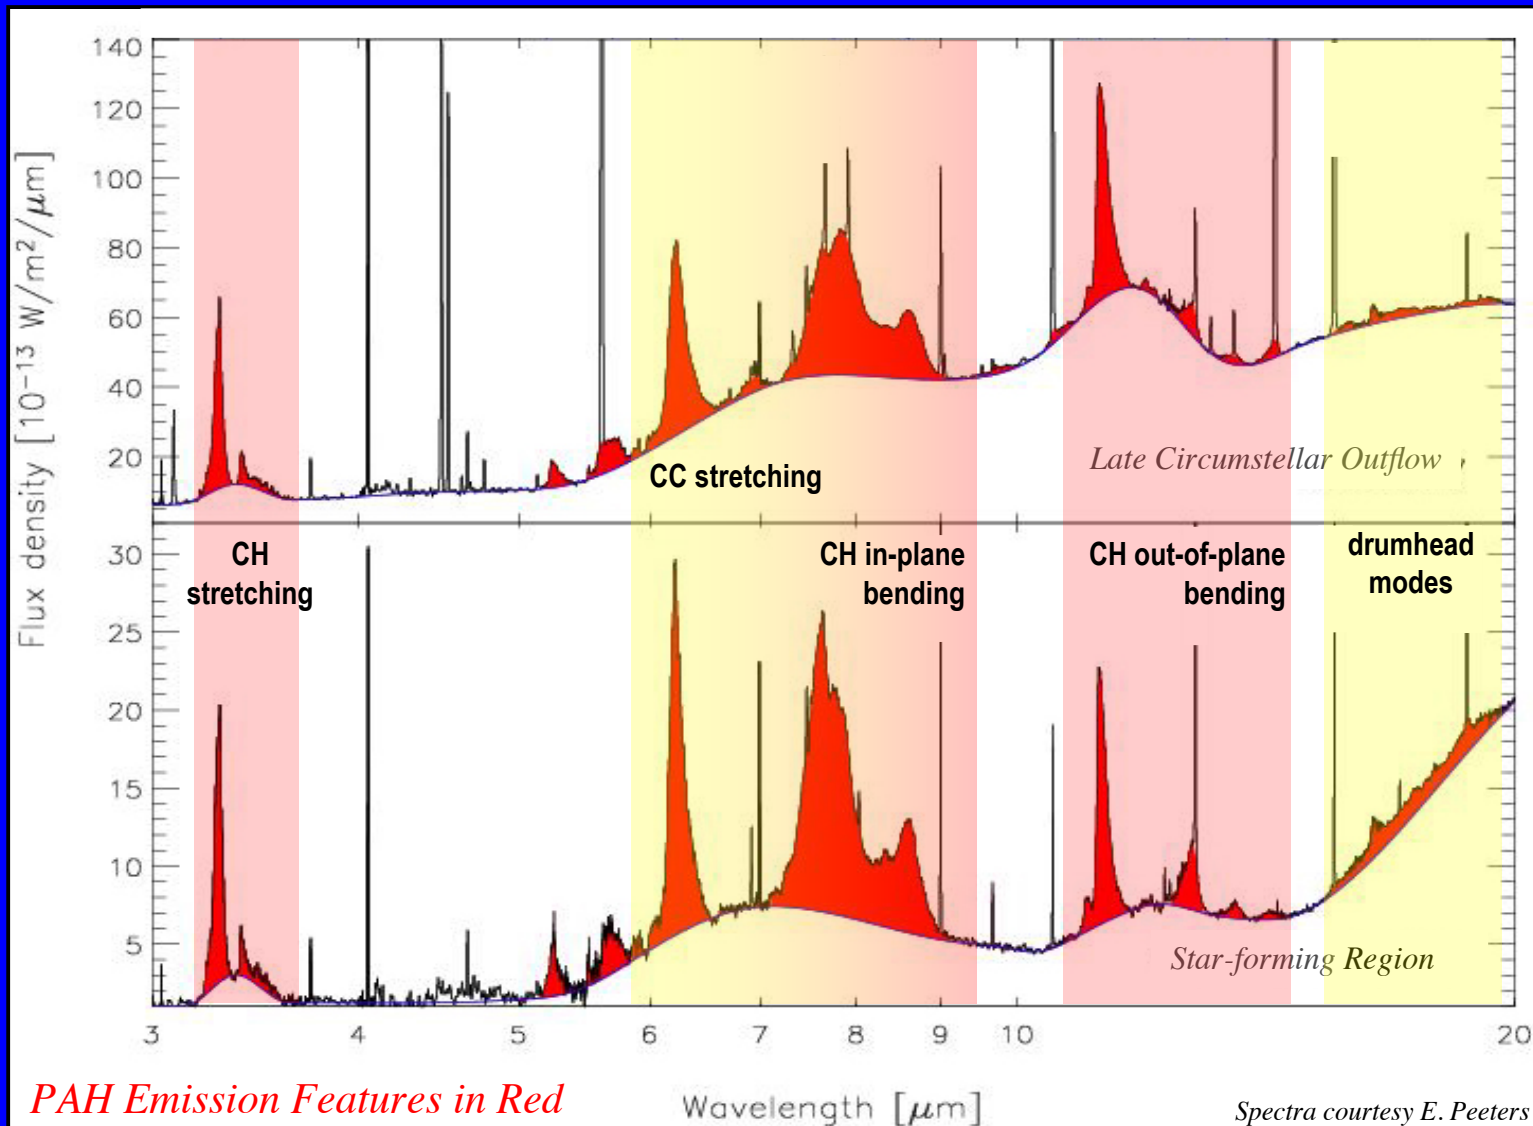 140
120
100
80
60
40
20
Late Circumstellar Outflow
CC stretching
Flux density [10⁻¹³ W/m²/μm]
30
25
20
15
10
5
CH
stretching
CH in-plane
bending
CH out-of-plane
bending
drumhead
modes
Star-forming Region
3 4 5 6 7 8 9 10 20
Wavelength [μm]
PAH Emission Features in Red
Spectra courtesy E. Peeters